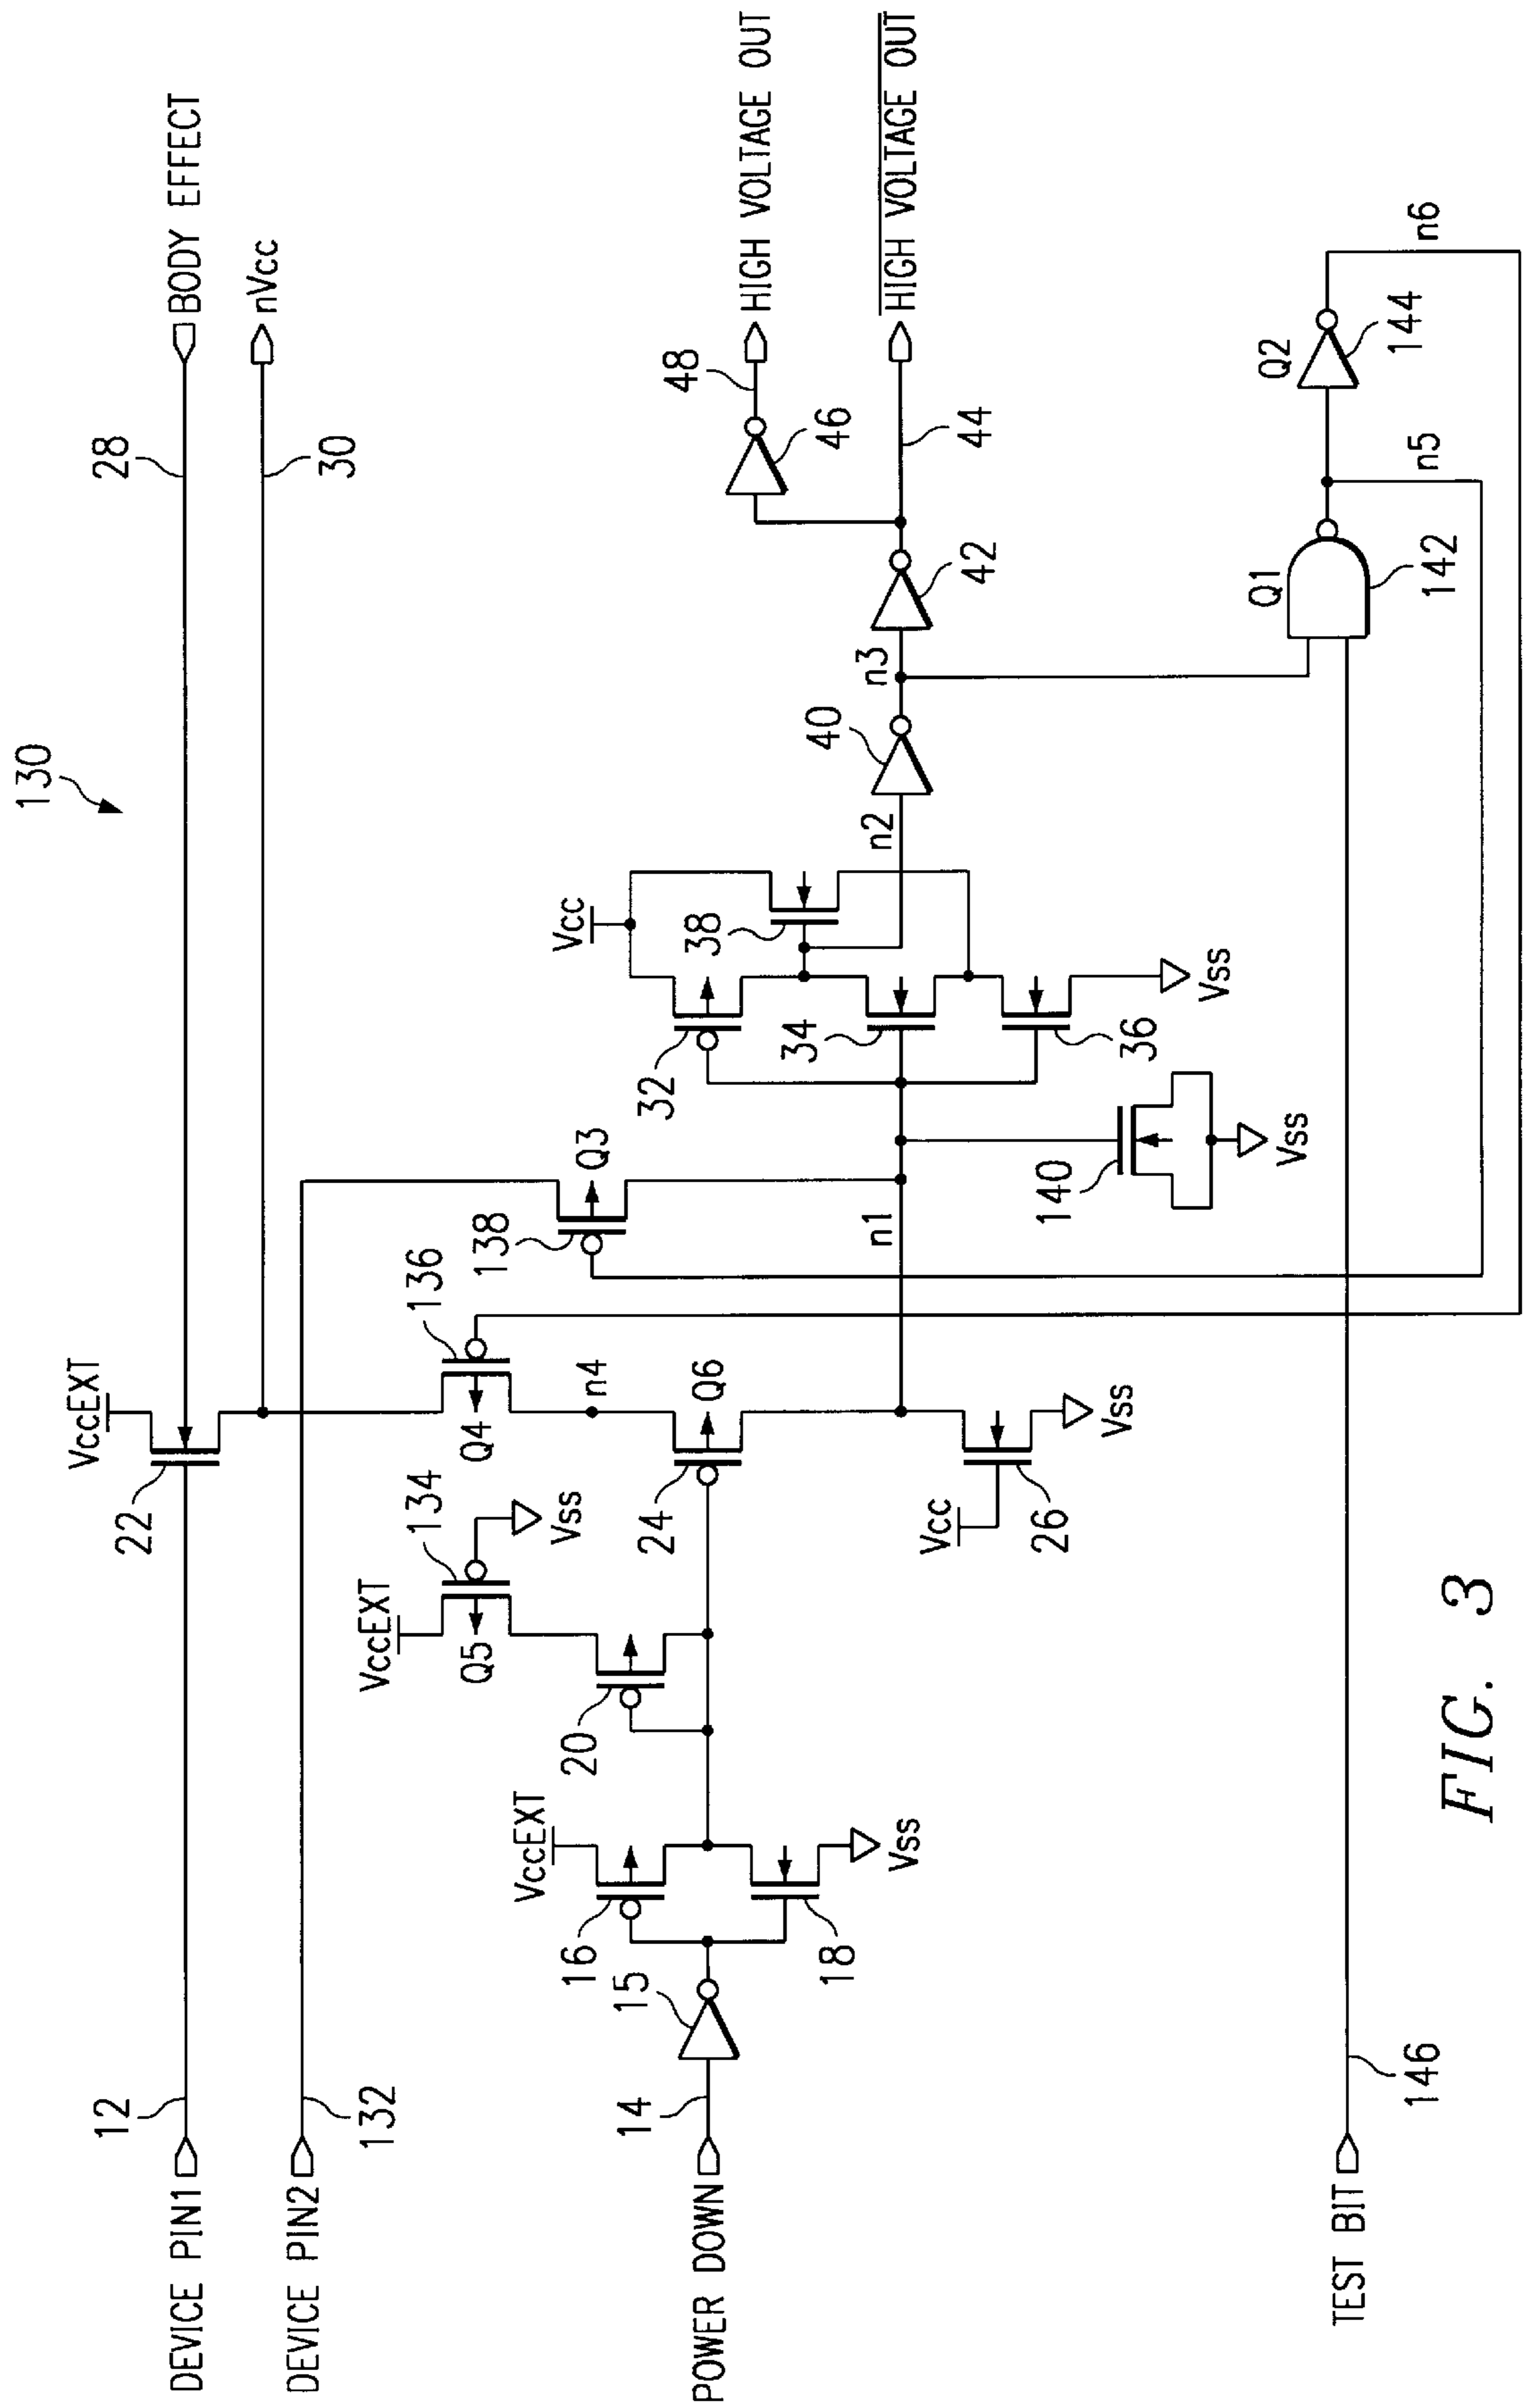 130
DEVICE PIN1
12
28
BODY EFFECT
VccEXT
22
nVcc
30
DEVICE PIN2
132
VccEXT
134
Q5
Vss
136
Q4
n4
138
Q3
Vcc
38
32
34
36
Vss
VccEXT
16
20
24
Q6
POWER DOWN
14
15
18
Vss
Vcc
26
Vss
n1
140
Vss
n2
40
n3
42
44
46
48
HIGH VOLTAGE OUT
HIGH VOLTAGE OUT
TEST BIT
146
Q1
142
n5
Q2
144
n6
FIG. 3